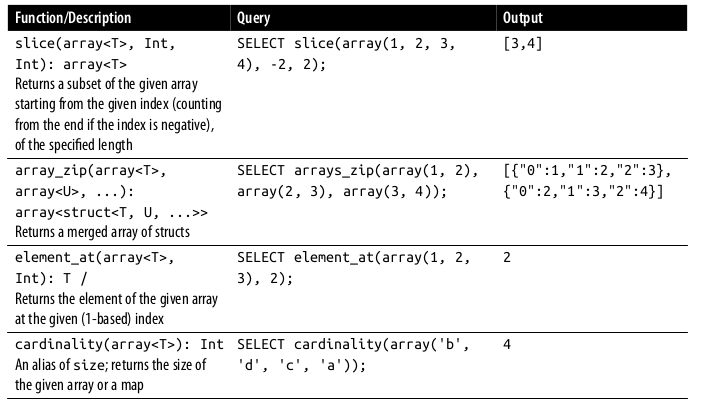 Function/Description Query Output
slice(array<T>, Int, SELECT slice(array(1, 2, 3, [3,4]
Int): array<T> 4), -2, 2);
Returns a subset of the given array
starting from the given index (counting
from the end if the index is negative),
of the specified length
array_zip(array<T>, SELECT arrays_zip(array(1, 2), [{"0":1,"1":2,"2":3},
array<U>, ...): array(2, 3), array(3, 4)); {"0":2,"1":3,"2":4}]
array<struct<T, U, ...>>
Returns a merged array of structs
element_at(array<T>, SELECT element_at(array(1, 2, 2
Int): T / 3), 2);
Returns the element of the given array
at the given (1-based) index
cardinality(array<T>): Int SELECT cardinality(array('b', 4
An alias of size; returns the size of 'd', 'c', 'a'));
the given array or a map